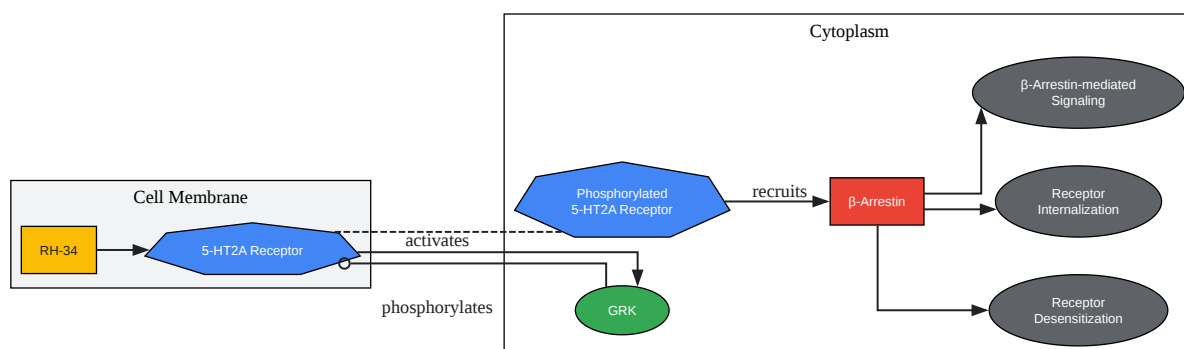 Cytoplasm
β-Arrestin-mediated
Signaling
Cell Membrane
Phosphorylated
5-HT2A Receptor
recruits
β-Arrestin
Receptor
Internalization
RH-34
5-HT2A Receptor
activates
phosphorylates
GRK
Receptor
Desensitization